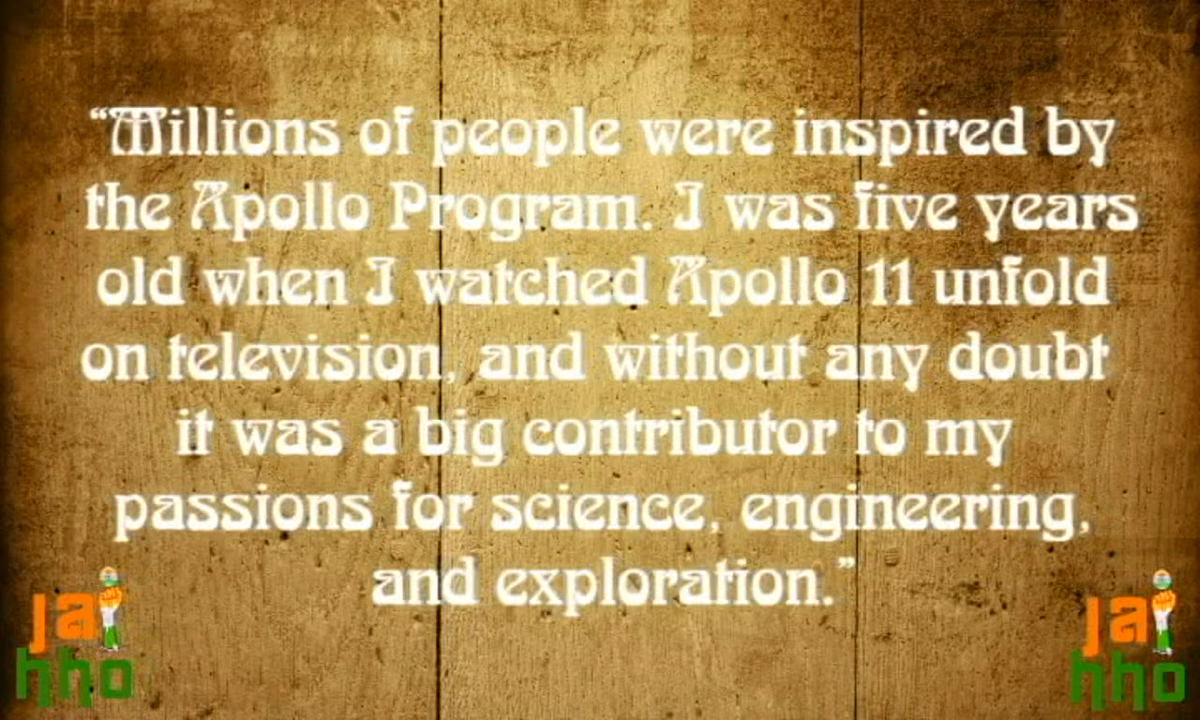 “Millions of people were inspired by
the Apollo Program. I was five years
old when I watched Apollo 11 unfold
on television, and without any doubt
it was a big contributor to my
passions for science, engineering,
and exploration.”
jai
hho
jai
hho